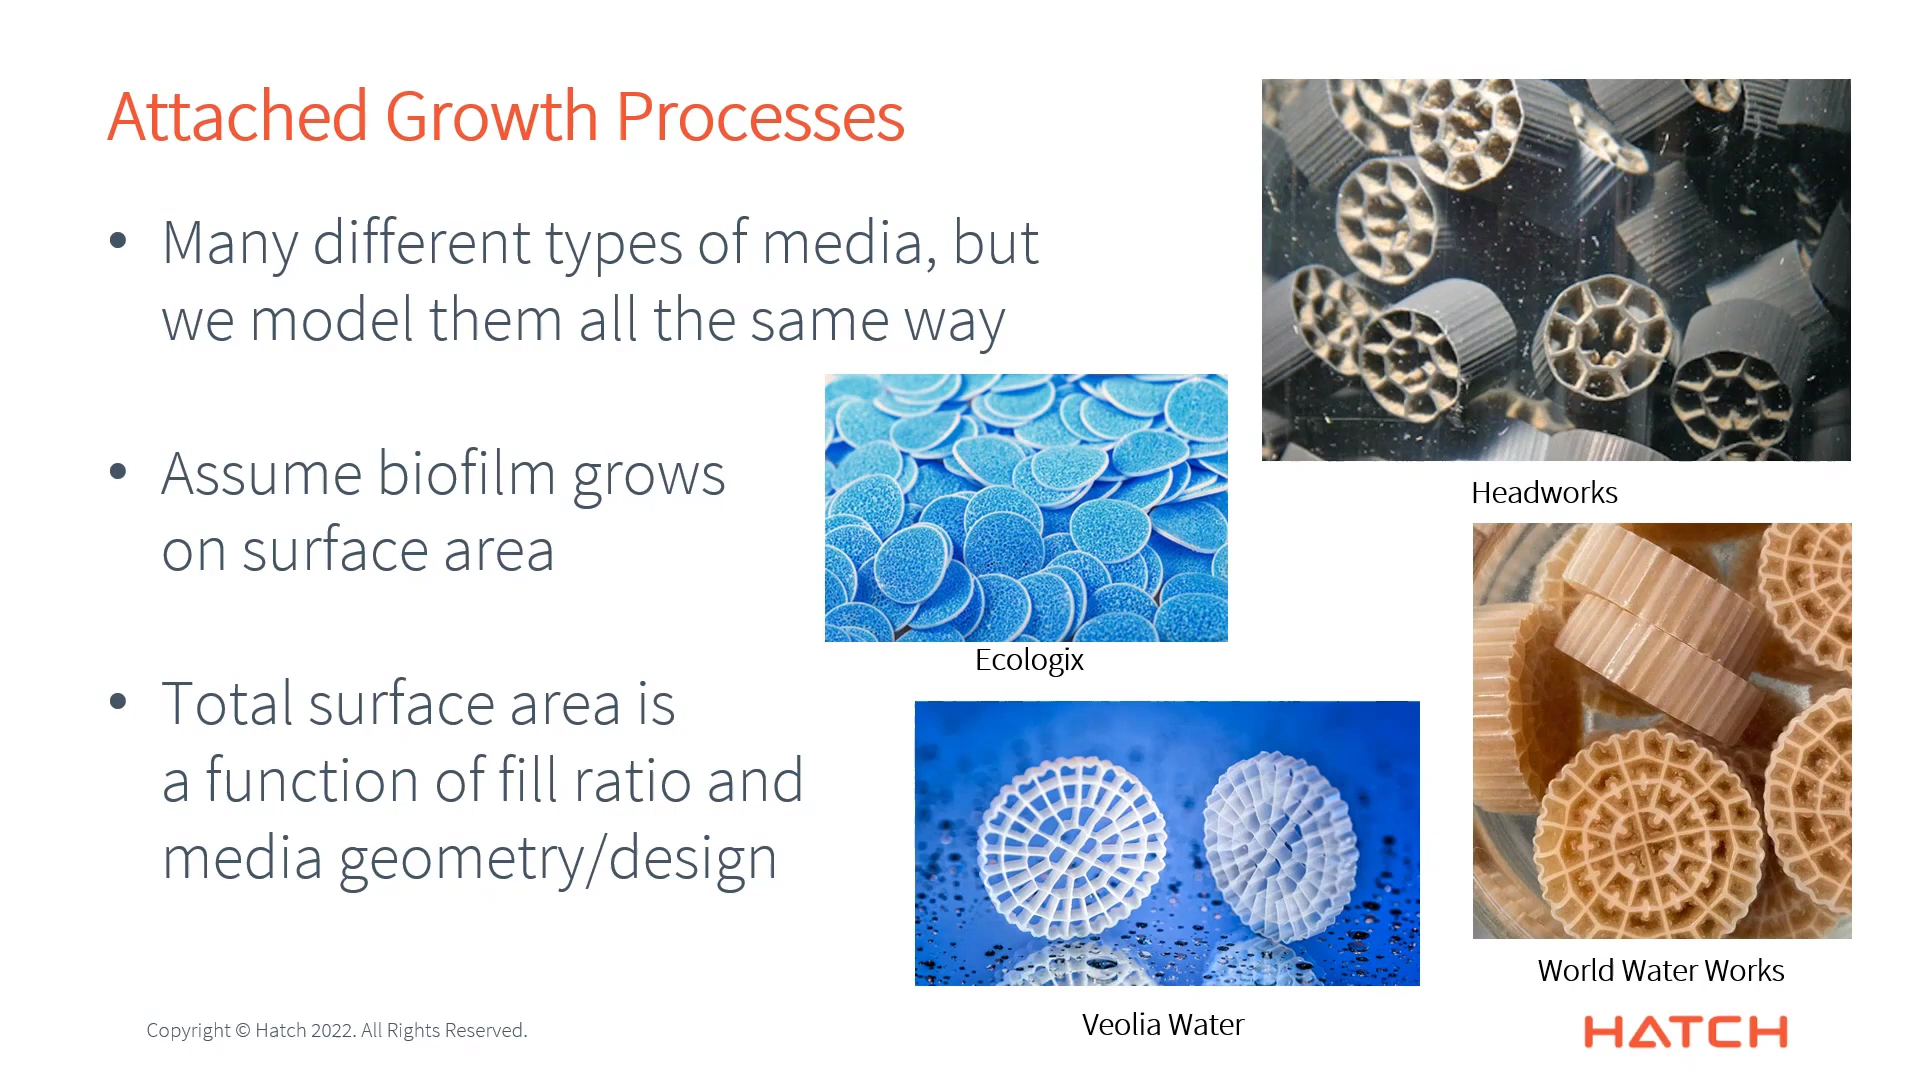 Attached Growth Processes
• Many different types of media, but
we model them all the same way
• Assume biofilm grows
on surface area
• Total surface area is
a function of fill ratio and
media geometry/design
Headworks
Ecologix
World Water Works
Veolia Water
Copyright © Hatch 2022. All Rights Reserved.
HATCH